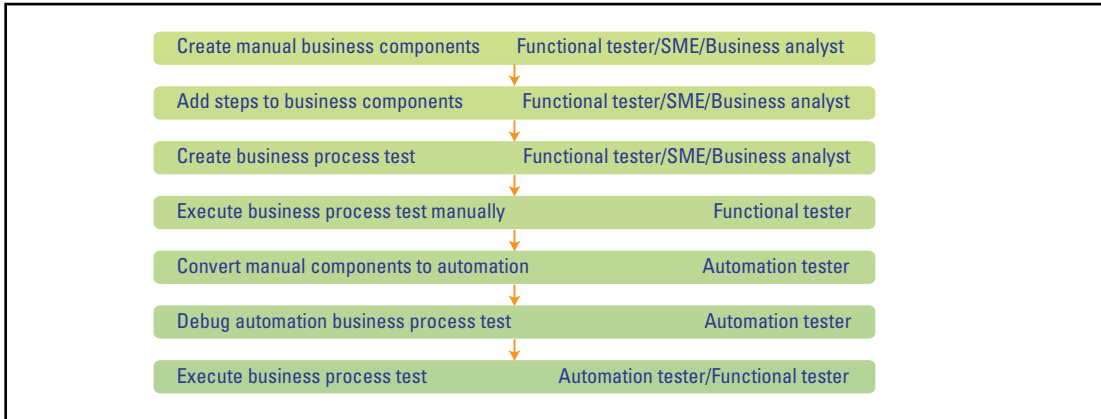 Create manual business components Functional tester/SME/Business analyst
Add steps to business components Functional tester/SME/Business analyst
Create business process test Functional tester/SME/Business analyst
Execute business process test manually Functional tester
Convert manual components to automation Automation tester
Debug automation business process test Automation tester
Execute business process test Automation tester/Functional tester